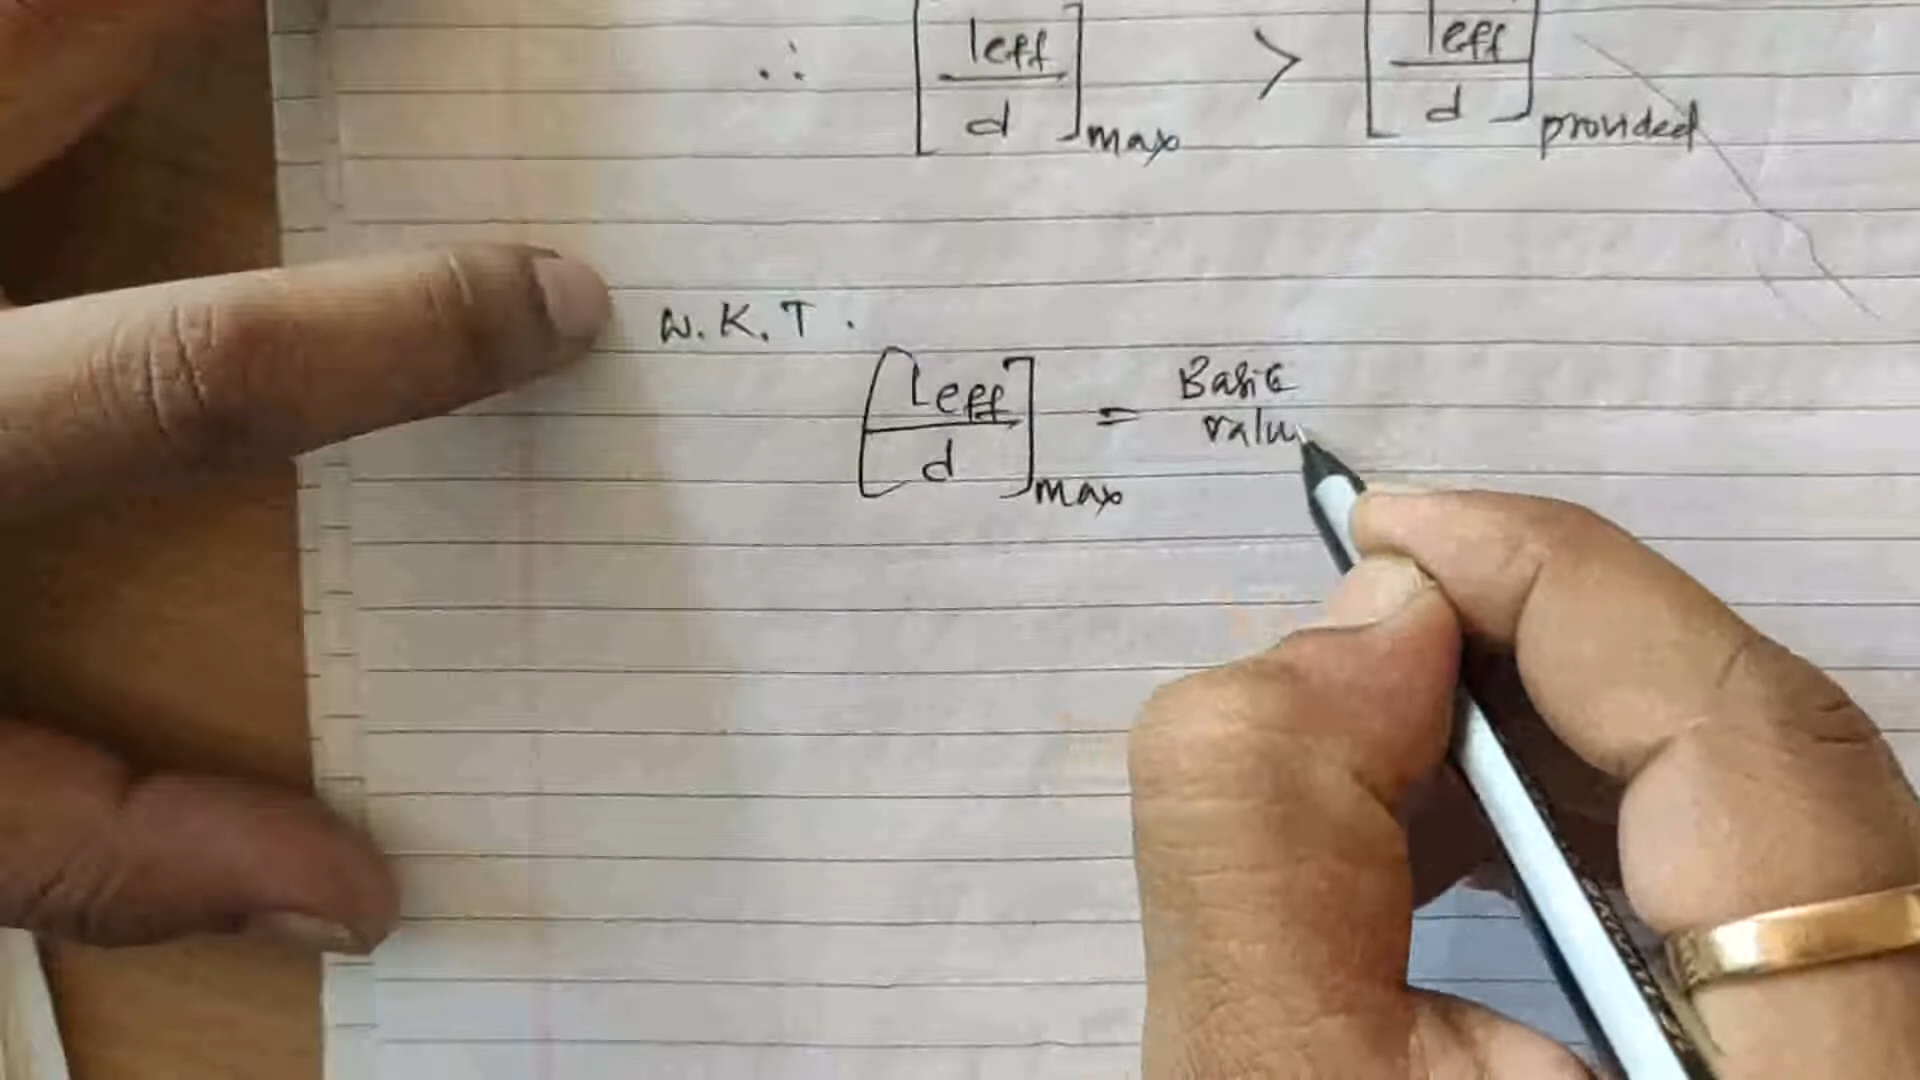 ∴ [leff/d]max > [leff/d]provided
W.K.T.
[Leff/d]max = Basic
valu